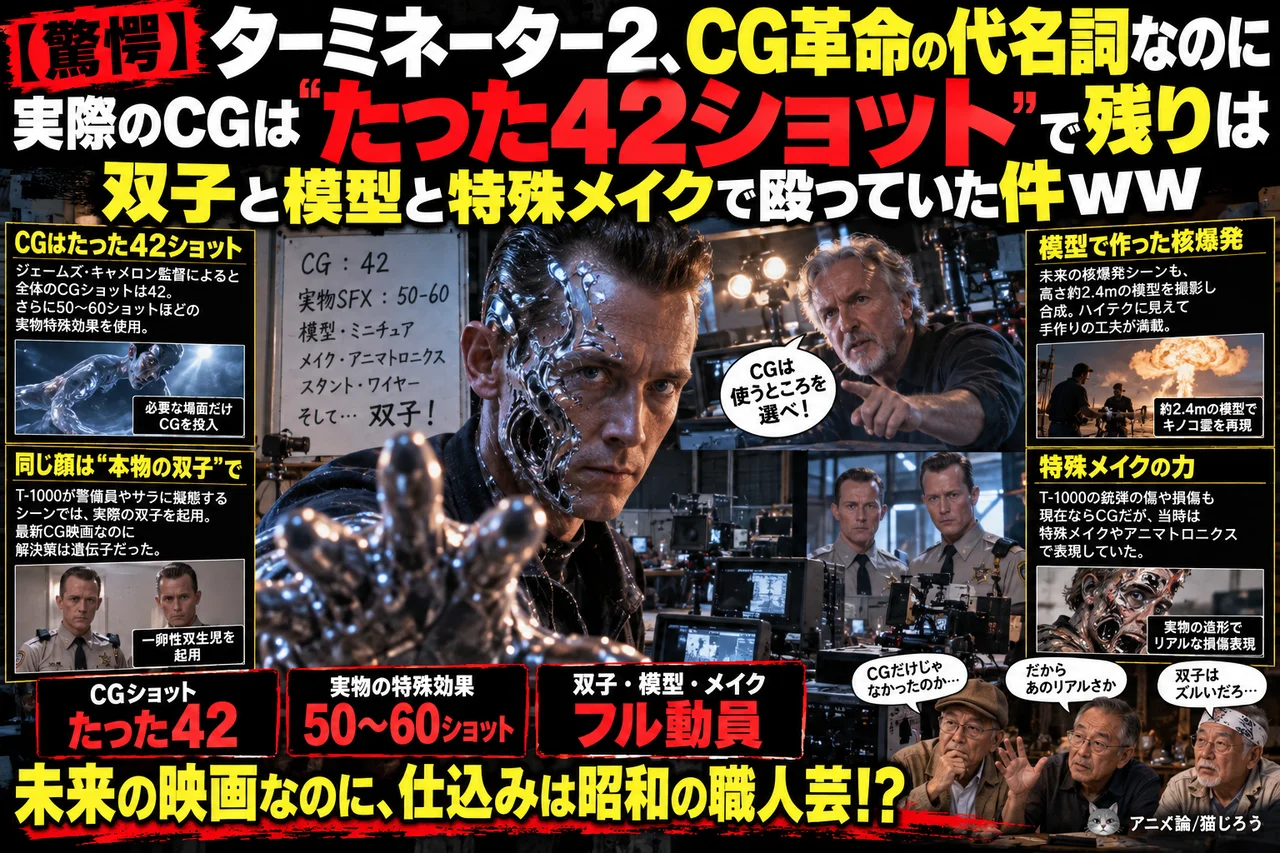 【驚愕】ターミネーター2、CG革命の代名詞なのに
実際のCGは“たった42ショット”で残りは
双子と模型と特殊メイクで殴っていた件ww
CGはたった42ショット
ジェームズ・キャメロン監督によると
全体のCGショットは42。
さらに50〜60ショットほどの
実物特殊効果を使用。
必要な場面だけ
CGを投入
同じ顔は“本物の双子”で
T-1000が警備員やサラに擬態する
シーンでは、実際の双子を起用。
最新CG映画なのに
解決策は遺伝子だった。
一卵性双生児を
起用
CG：42
実物SFX：50-60
模型・ミニチュア
メイク・アニマトロニクス
スタント・ワイヤー
そして… 双子！
CGは
使うところを
選べ！
模型で作った核爆発
未来の核爆発シーンも、
高さ約2.4mの模型を撮影し
合成。ハイテクに見えて
手作りの工夫が満載。
約2.4mの模型で
キノコ雲を再現
特殊メイクの力
T-1000の銃弾の傷や損傷も
現在ならCGだが、当時は
特殊メイクやアニマトロニクス
で表現していた。
実物の造形で
リアルな損傷表現
CGショット
たった42
実物の特殊効果
50〜60ショット
双子・模型・メイク
フル動員
CGだけじゃ
なかったのか…
だから
あのリアルさか
双子は
ズルいだろ…
未来の映画なのに、仕込みは昭和の職人芸!?
アニメ論/猫じろう